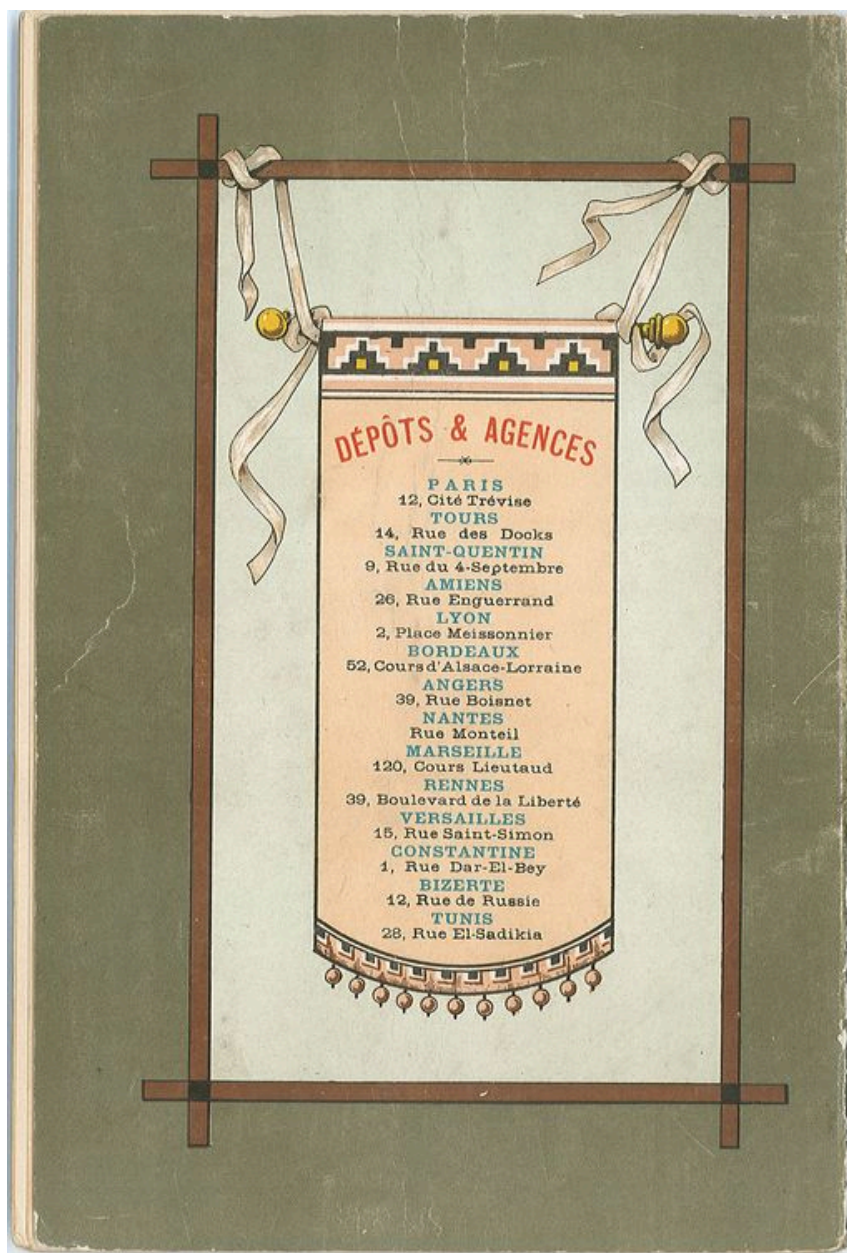 DÉPÔTS & AGENCES
PARIS
12, Cité Trévise
TOURS
14, Rue des Docks
SAINT-QUENTIN
9, Rue du 4-Septembre
AMIENS
26, Rue Enguerrand
LYON
2, Place Meissonnier
BORDEAUX
52, Cours d'Alsace-Lorraine
ANGERS
39, Rue Boisnet
NANTES
Rue Monteil
MARSEILLE
120, Cours Lieutaud
RENNES
39, Boulevard de la Liberté
VERSAILLES
15, Rue Saint-Simon
CONSTANTINE
1, Rue Dar-El-Bey
BIZERTE
12, Rue de Russie
TUNIS
28, Rue El-Sadikia